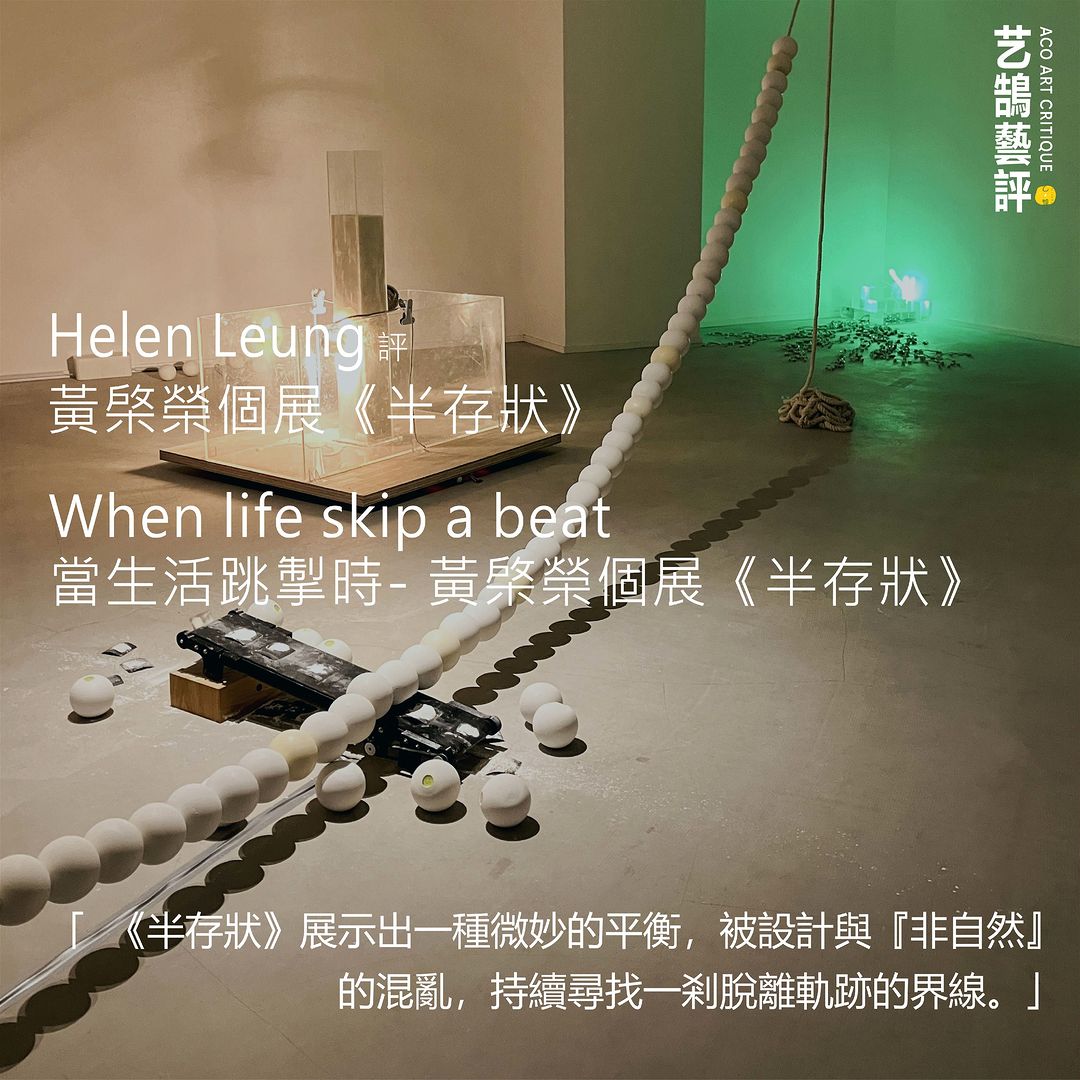 ACO ART CRITIQUE
艺鵠藝評
Helen Leung 評
黃棨榮個展《半存狀》
When life skip a beat
當生活跳掣時- 黃棨榮個展《半存狀》
「 《半存狀》展示出一種微妙的平衡，被設計與『非自然』
的混亂，持續尋找一剎脫離軌跡的界線。」